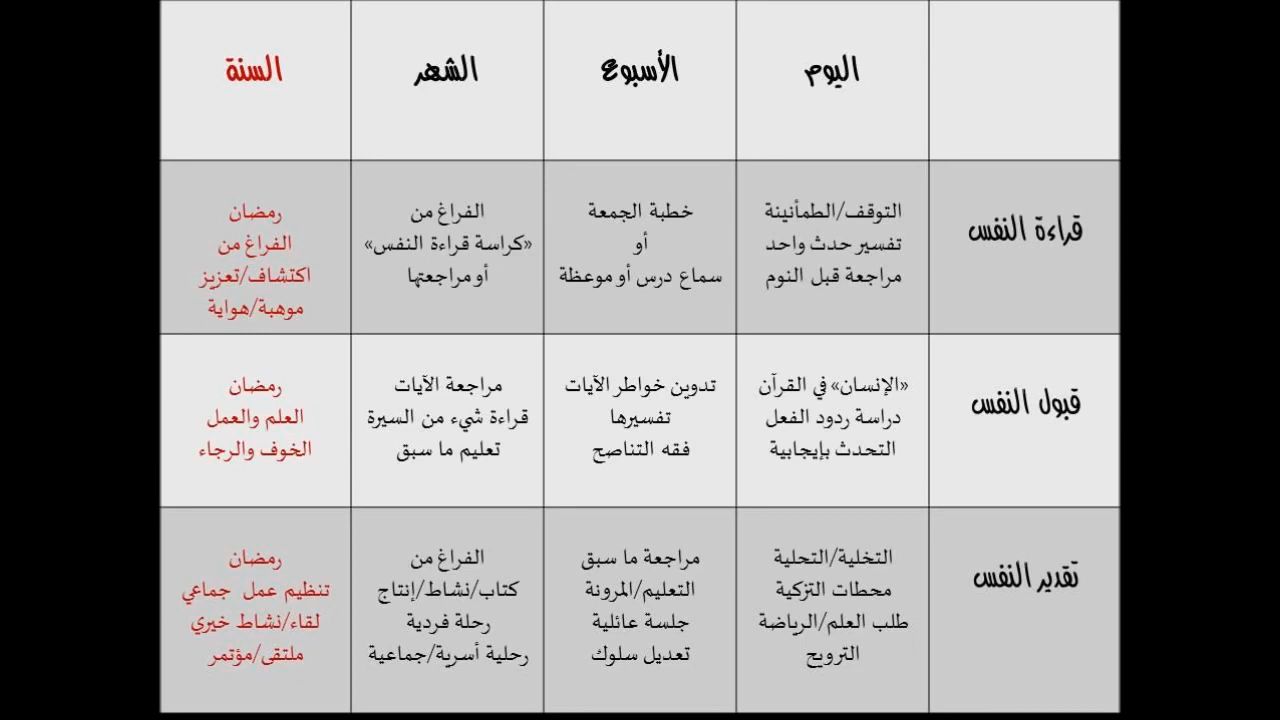 اليوم
الأسبوع
الشهر
السنة
قراءة النفس
التوقف/الطمأنينة
تفسير حدث واحد
مراجعة قبل النوم
خطبة الجمعة
أو
سماع درس أو موعظة
الفراغ من
«كراسة قراءة النفس»
أو مراجعتها
رمضان
الفراغ من
اكتشاف/تعزيز
موهبة/هواية
قبول النفس
«الإنسان» في القرآن
دراسة ردود الفعل
التحدث بإيجابية
تدوين خواطر الآيات
تفسيرها
فقه التناصح
مراجعة الآيات
قراءة شيء من السيرة
تعليم ما سبق
رمضان
العلم والعمل
الخوف والرجاء
تقدير النفس
التخلية/التحلية
محطات التزكية
طلب العلم/الرياضة
الترويح
مراجعة ما سبق
التعليم/المرونة
جلسة عائلية
تعديل سلوك
الفراغ من
كتاب/نشاط/إنتاج
رحلة فردية
رحلية أسرية/جماعية
رمضان
تنظيم عمل جماعي
لقاء/نشاط خيري
ملتقى/مؤتمر